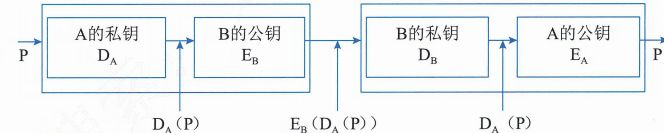 A的私钥
D_A
B的公钥
E_B
B的私钥
D_B
A的公钥
E_A
P
P
D_A (P)
E_B (D_A (P))
D_A (P)